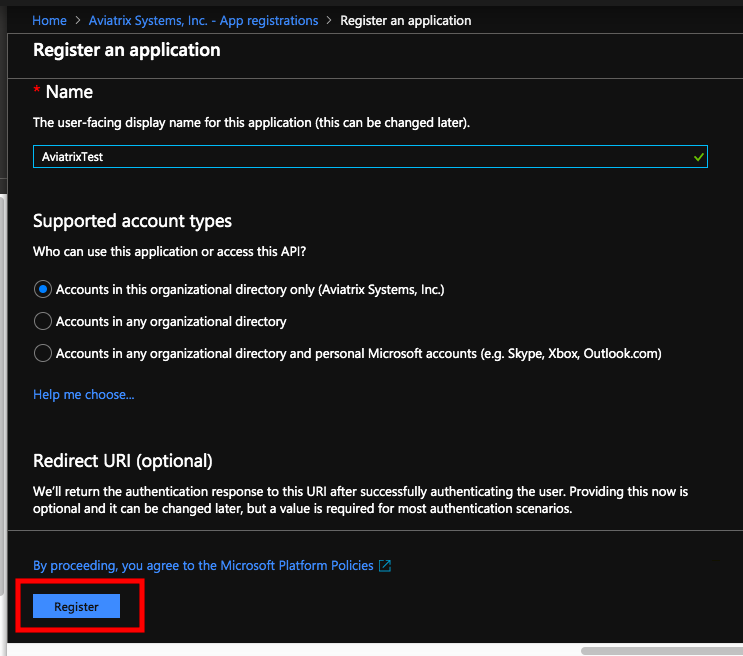 Home > Aviatrix Systems, Inc. - App registrations > Register an application
Register an application
* Name
The user-facing display name for this application (this can be changed later).
AviatrixTest
Supported account types
Who can use this application or access this API?
Accounts in this organizational directory only (Aviatrix Systems, Inc.)
Accounts in any organizational directory
Accounts in any organizational directory and personal Microsoft accounts (e.g. Skype, Xbox, Outlook.com)
Help me choose...
Redirect URI (optional)
We'll return the authentication response to this URI after successfully authenticating the user. Providing this now is
optional and it can be changed later, but a value is required for most authentication scenarios.
By proceeding, you agree to the Microsoft Platform Policies
Register